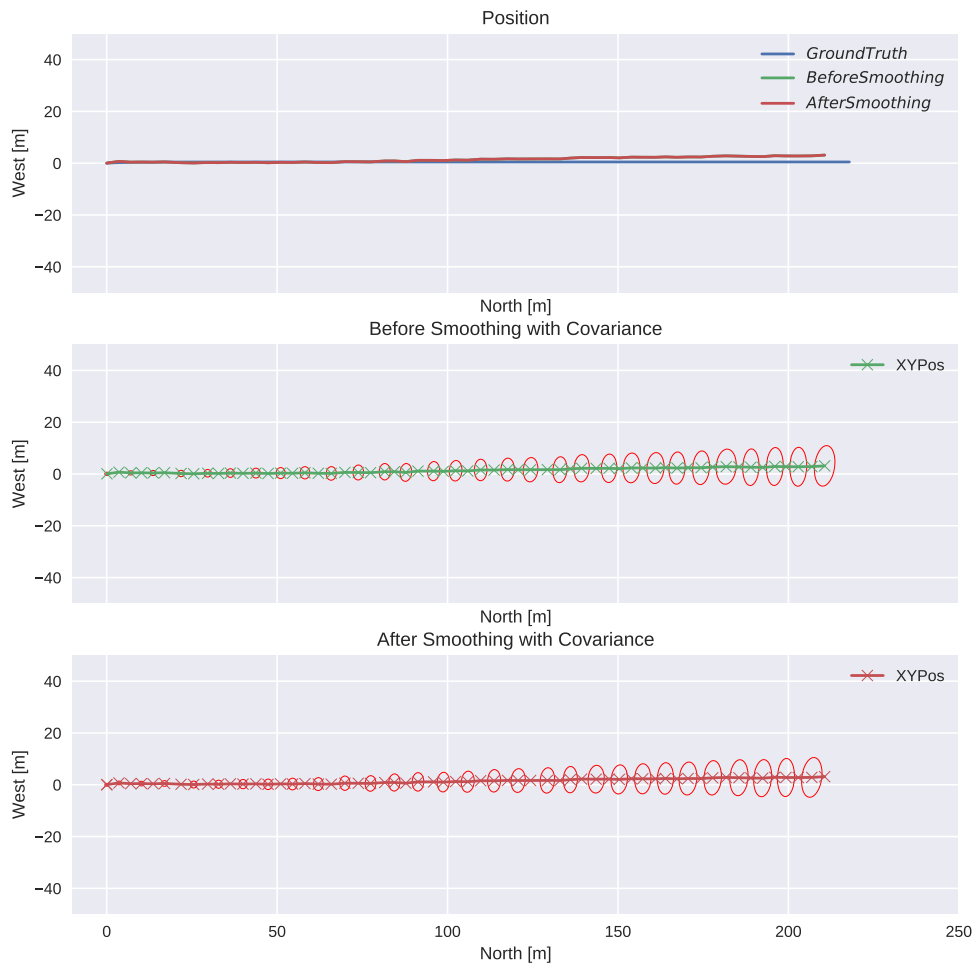 Position
40
20
0
−20
−40
West [m]
GroundTruth
BeforeSmoothing
AfterSmoothing
North [m]
Before Smoothing with Covariance
40
20
0
−20
−40
West [m]
XYPos
North [m]
After Smoothing with Covariance
40
20
0
−20
−40
West [m]
XYPos
0 50 100 150 200 250
North [m]